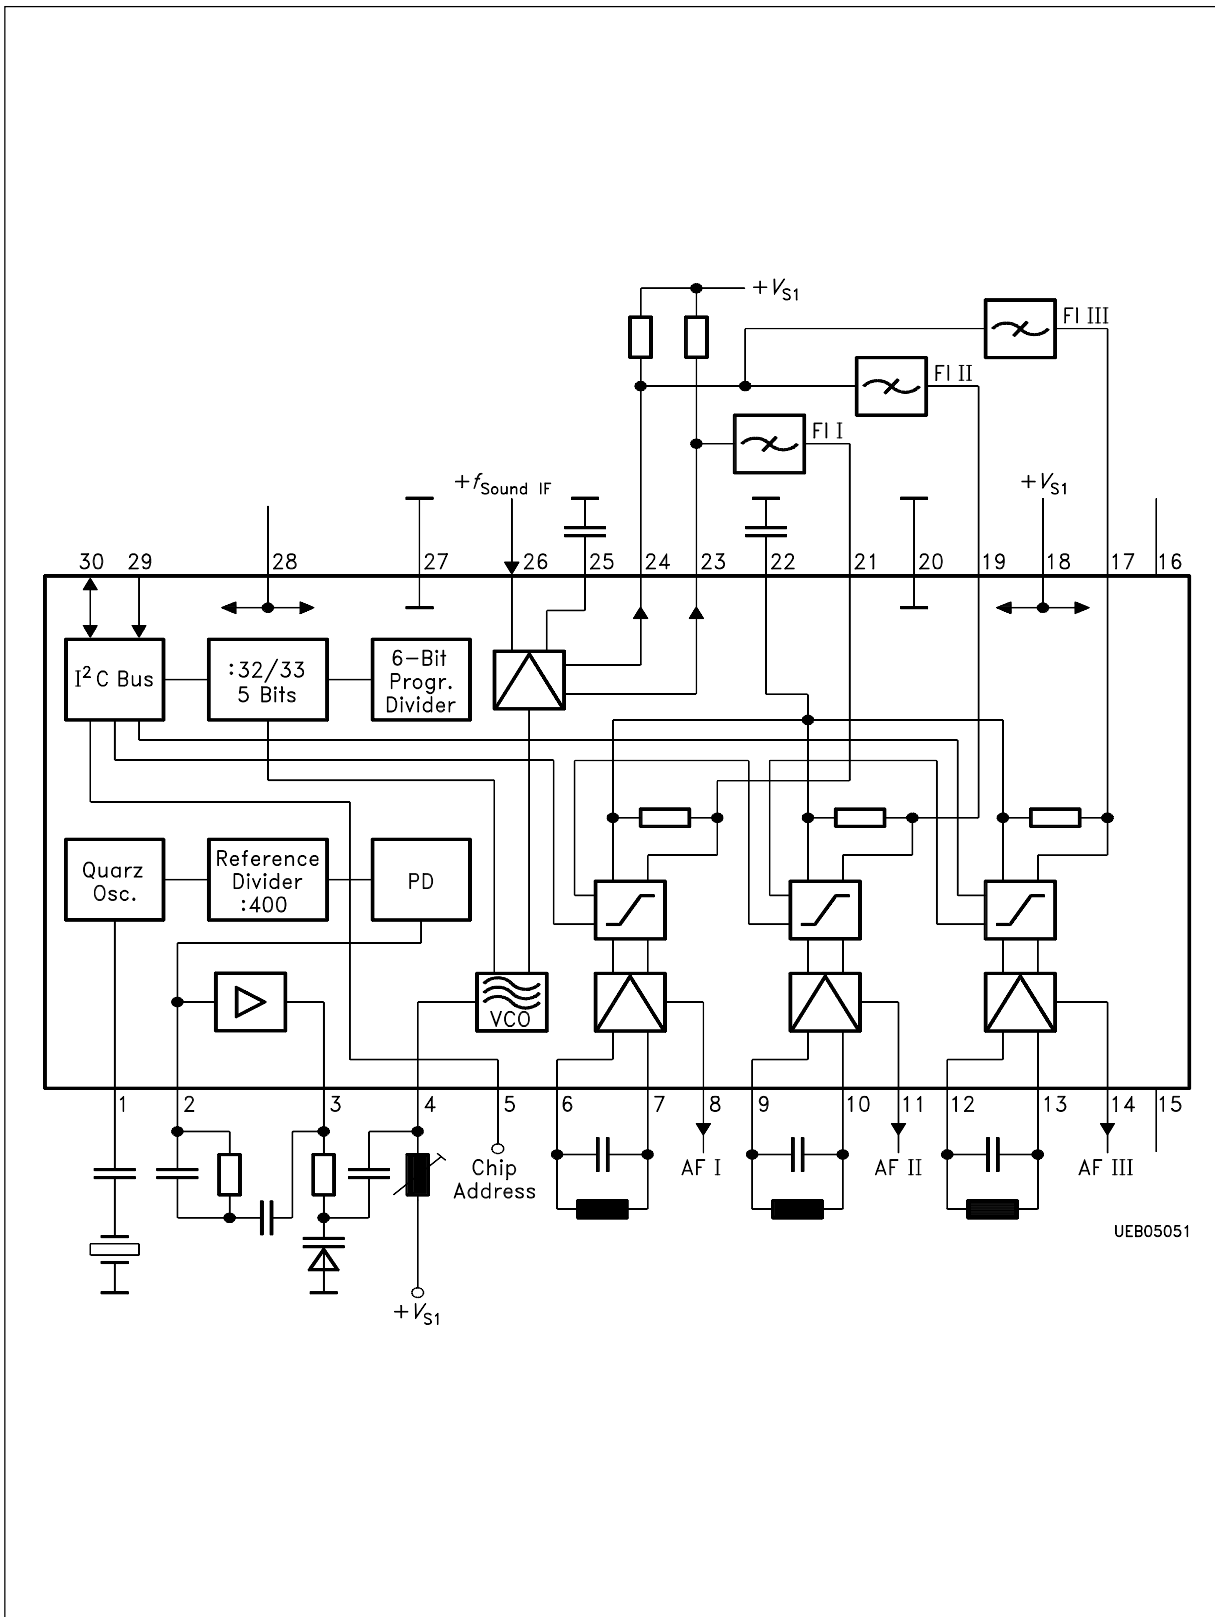 +V_S1
FI III
FI II
FI I
+f_Sound IF
+V_S1
30 29 28 27 26 25 24 23 22 21 20 19 18 17 16
I² C Bus
:32/33
5 Bits
6-Bit
Progr.
Divider
Quarz
Osc.
Reference
Divider
:400
PD
VCO
1 2 3 4 5 6 7 8 9 10 11 12 13 14 15
Chip
Address
AF I
AF II
AF III
UEB05051
+V_S1